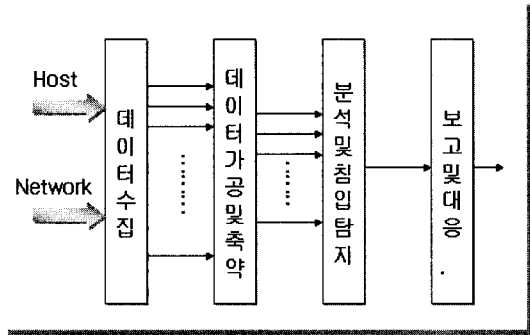 Host
Network
데이터수집
데이터가공및축약
분석및침입탐지
보고및대응